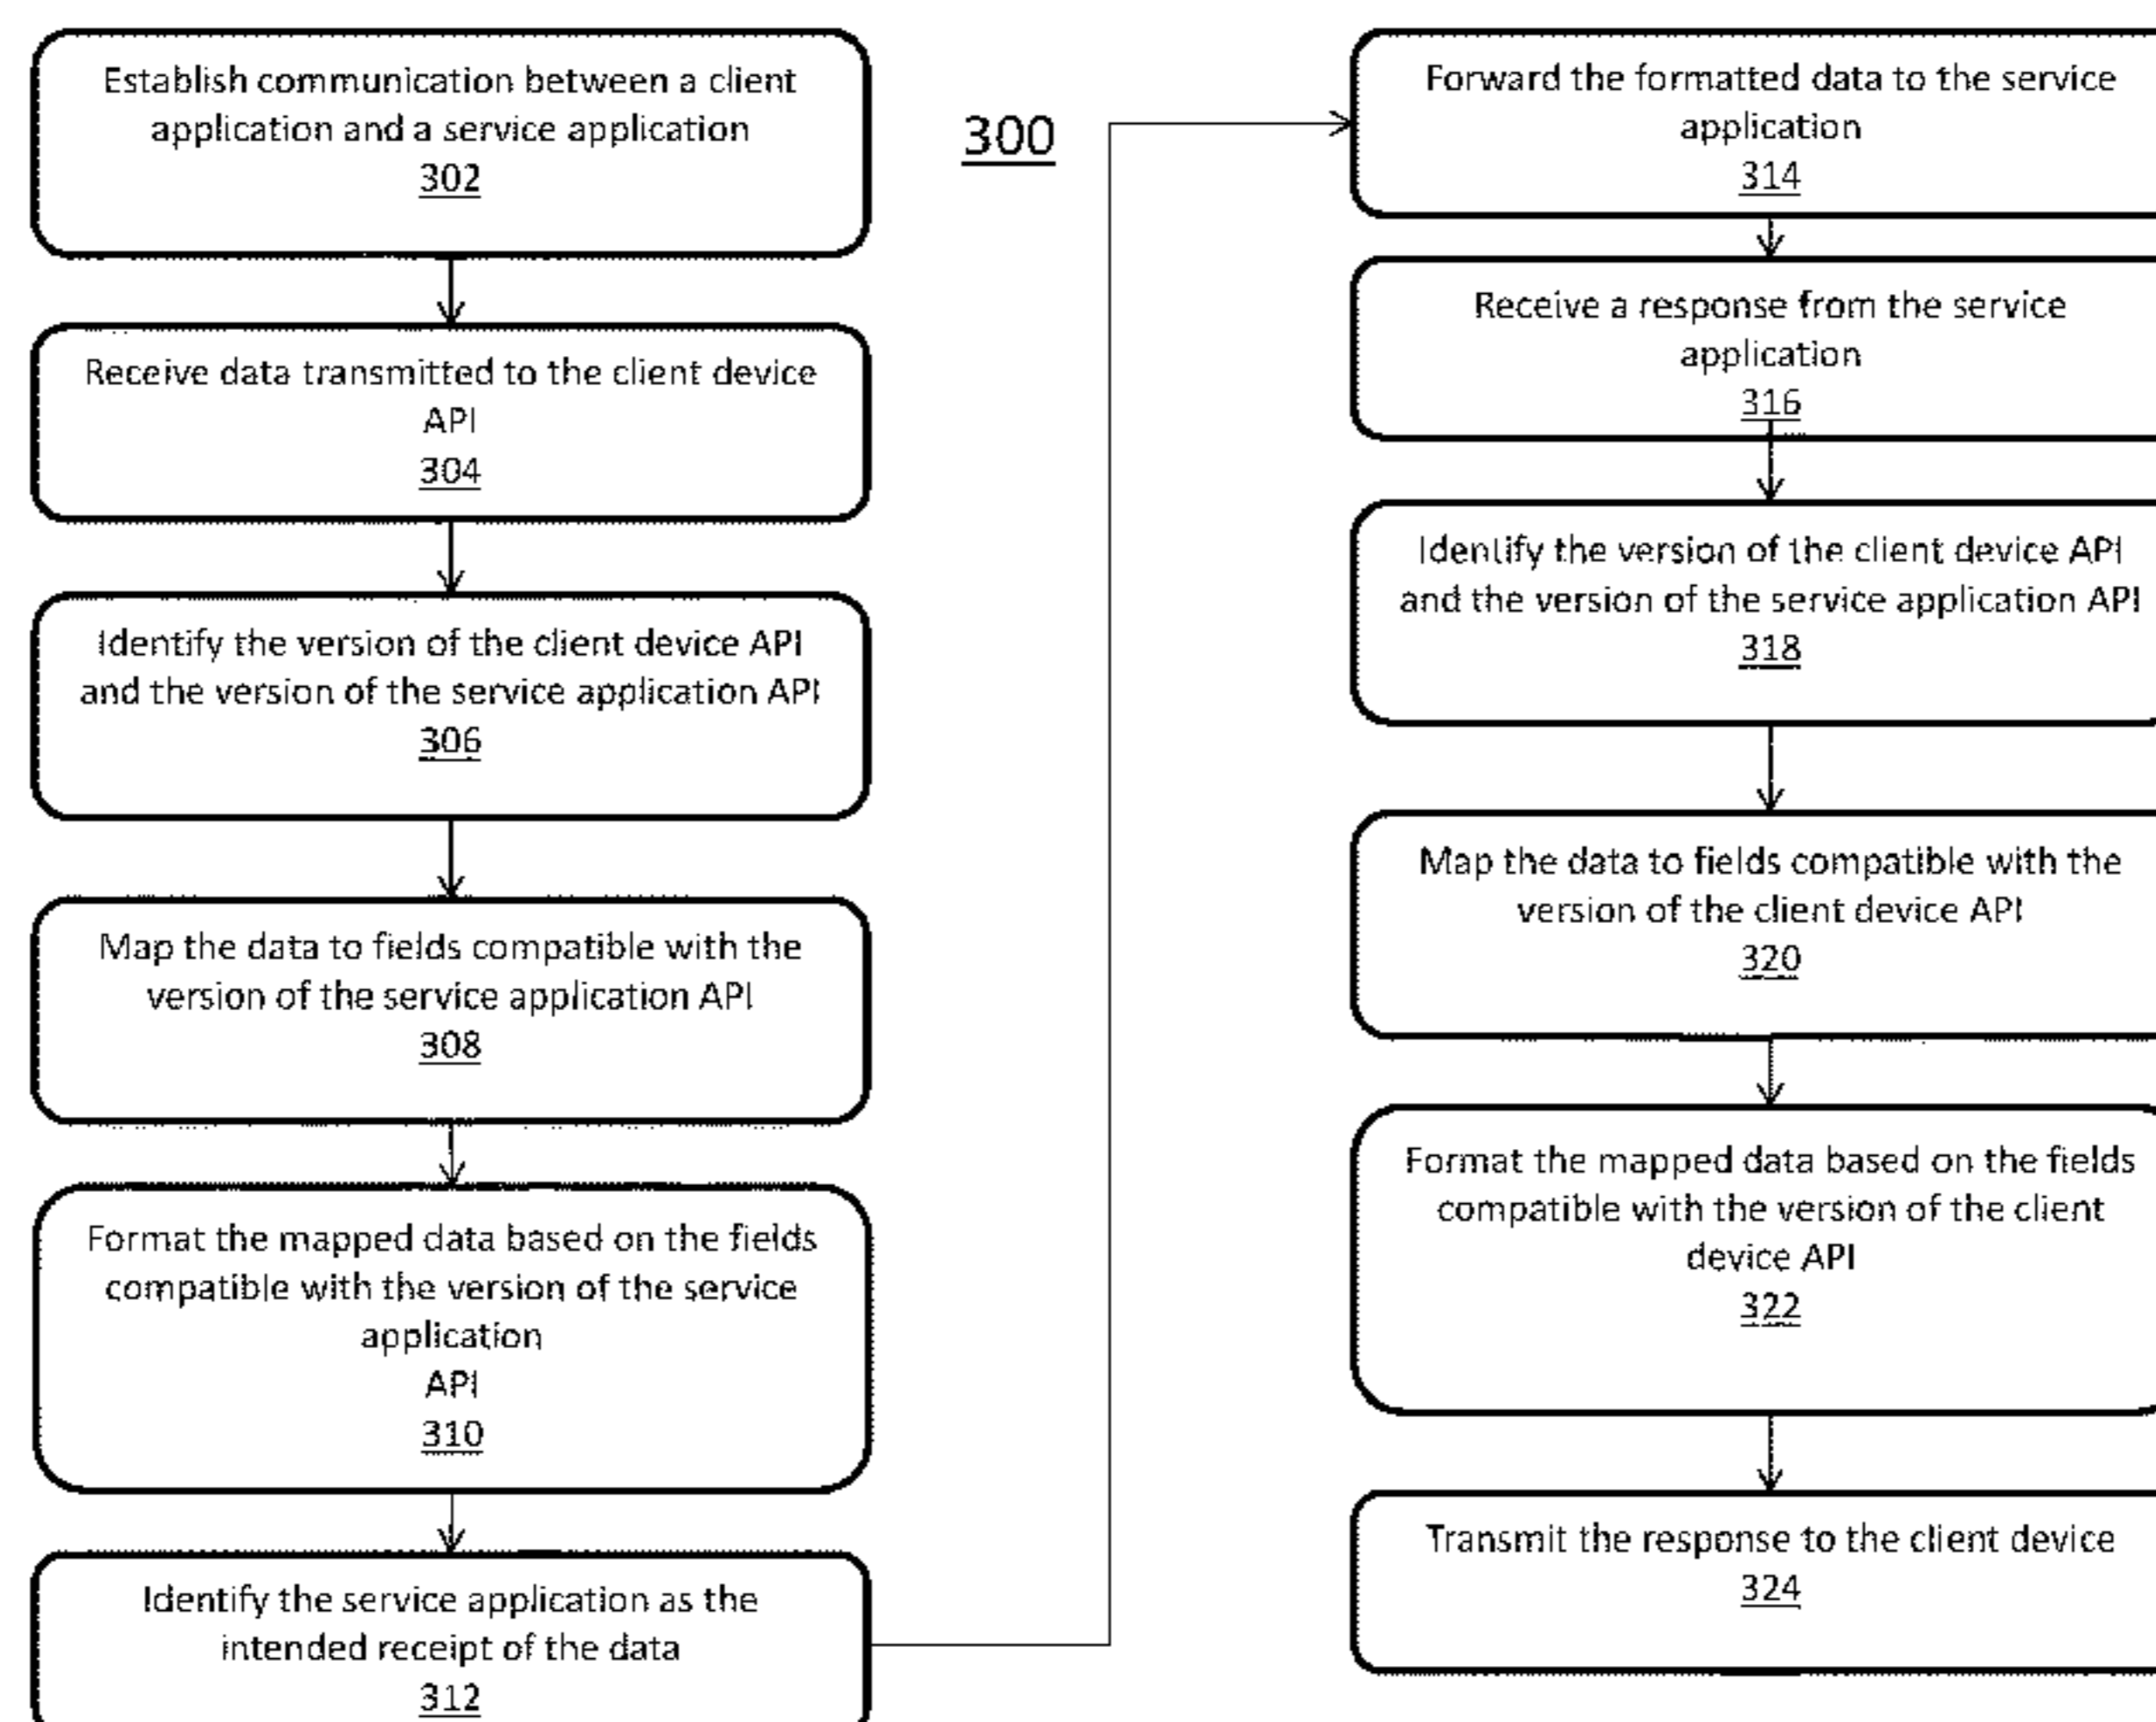 Establish communication between a client
application and a service application
302
Receive data transmitted to the client device
API
304
Identify the version of the client device API
and the version of the service application API
306
Map the data to fields compatible with the
version of the service application API
308
Format the mapped data based on the fields
compatible with the version of the service
application
API
310
Identify the service application as the
intended receipt of the data
312
300
Forward the formatted data to the service
application
314
Receive a response from the service
application
316
Identify the version of the client device API
and the version of the service application API
318
Map the data to fields compatible with the
version of the client device API
320
Format the mapped data based on the fields
compatible with the version of the client
device API
322
Transmit the response to the client device
324